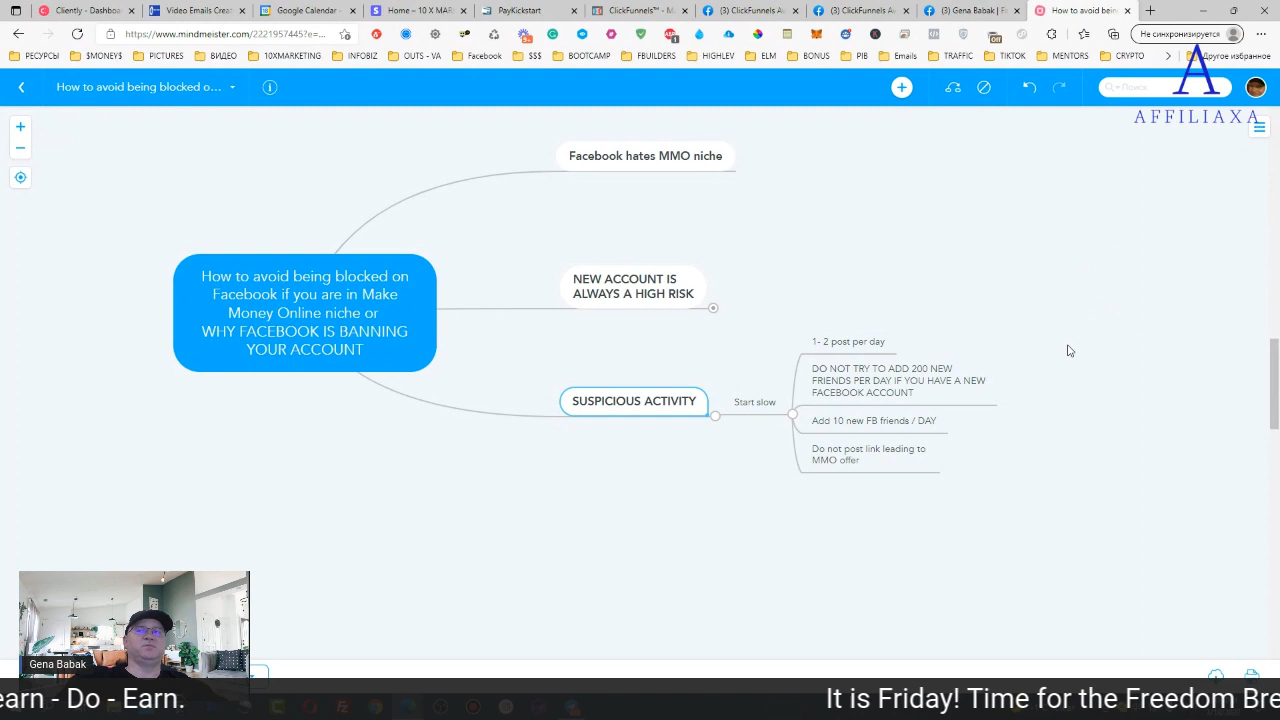 Cliently - Dashboa
Video Emails Creat
Google Calendar -
Home ~ 10 X MAR
PayKickstart
ClickFunnels™ - M
(3) ClickFunnels Av
(3) ClickFunnels Av
(3) Gena Babak | Fa
How to avoid bein
https://www.mindmeister.com/2221957445?e=...
Не синхронизируется
РЕСУРСЫ
$MONEY$
PICTURES
ВИДЕО
10XMARKETING
INFOBIZ
OUTS - VA
Facebook
$$$
BOOTCAMP
FBUILDERS
HIGHLEV
ELM
BONUS
PIB
Emails
TRAFFIC
TIKTOK
MENTORS
CRYPTO
Другое избранное
How to avoid being blocked o...
Поиск
A
AFFILIAXA
Facebook hates MMO niche
How to avoid being blocked on
Facebook if you are in Make
Money Online niche or
WHY FACEBOOK IS BANNING
YOUR ACCOUNT
NEW ACCOUNT IS
ALWAYS A HIGH RISK
SUSPICIOUS ACTIVITY
Start slow
1- 2 post per day
DO NOT TRY TO ADD 200 NEW
FRIENDS PER DAY IF YOU HAVE A NEW
FACEBOOK ACCOUNT
Add 10 new FB friends / DAY
Do not post link leading to
MMO offer
Gena Babak
earn - Do - Earn.
It is Friday! Time for the Freedom Bre